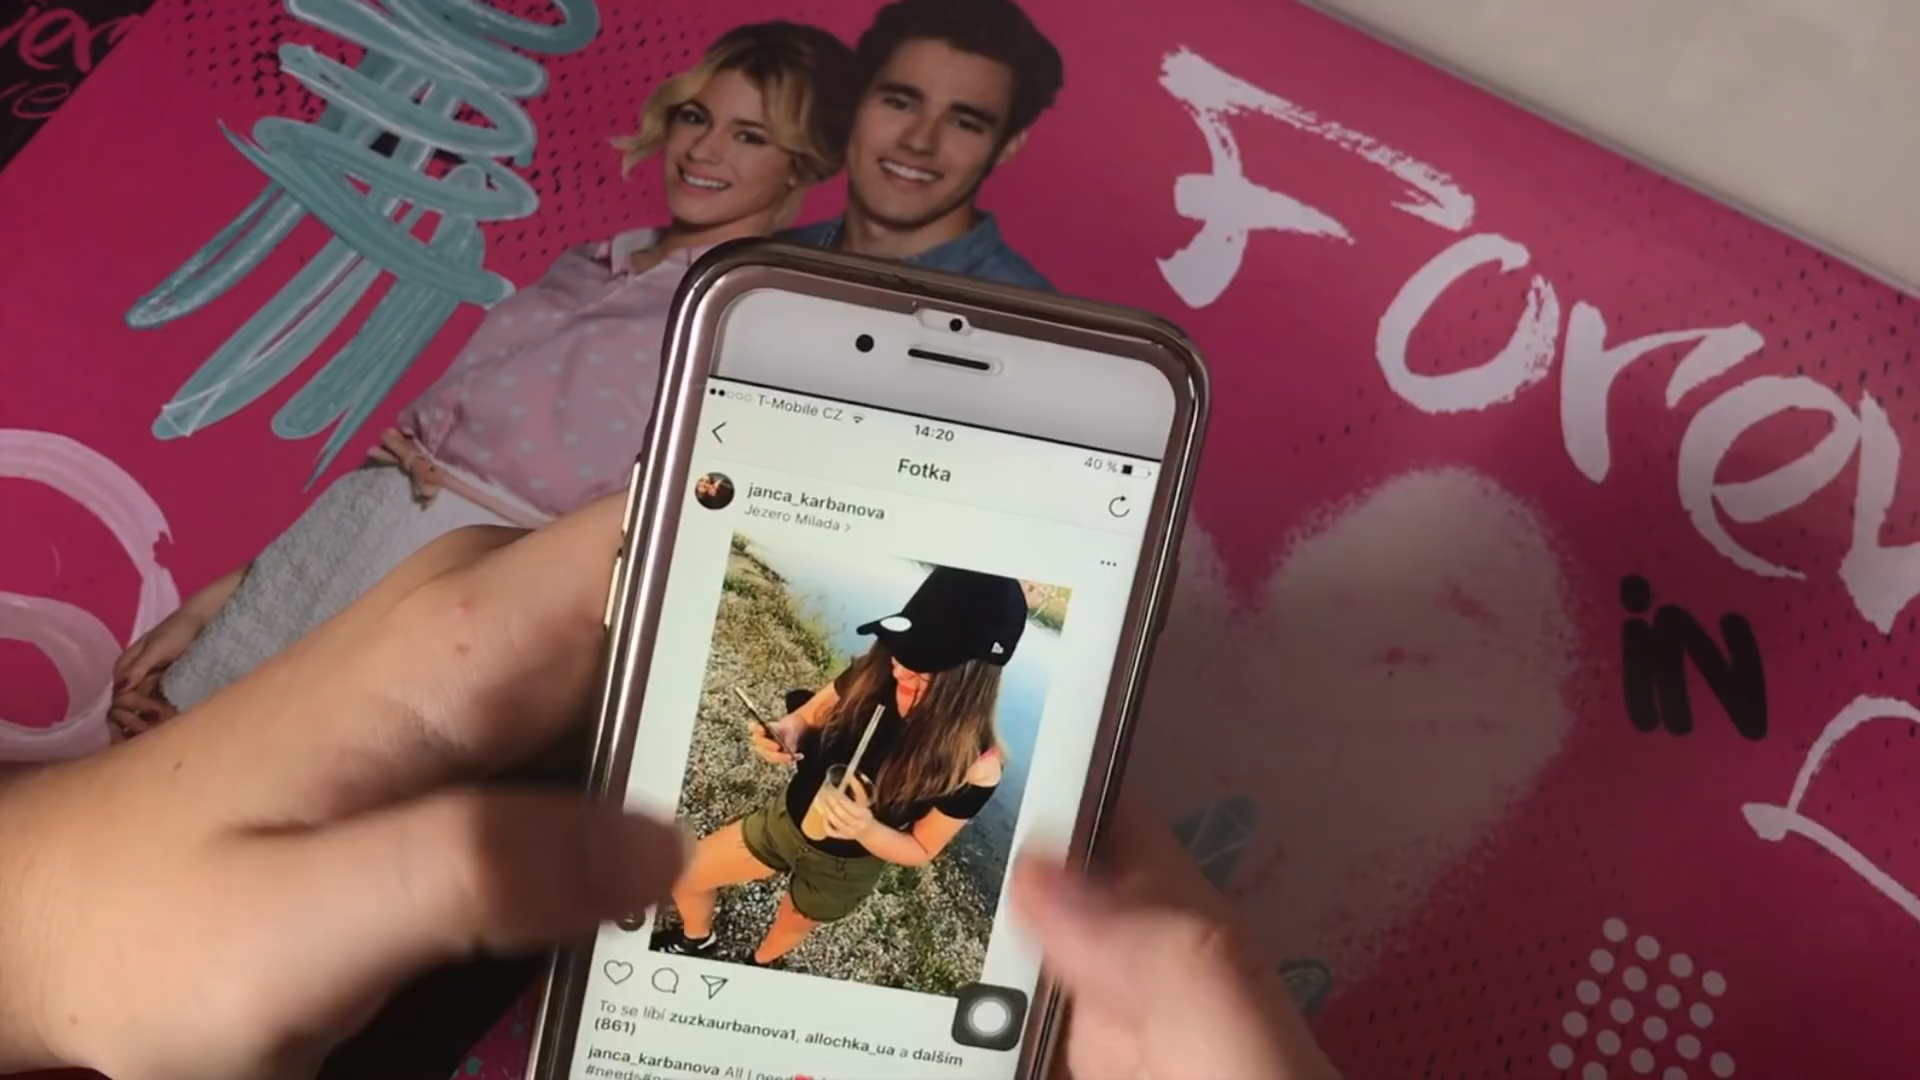 Forev
iN
T-Mobile CZ
14:20
40 %
Fotka
janca_karbanova
Jezero Milada >
To se líbí zuzkaurbanova1, allochka_ua a dalším
(861)
janca_karbanova All I need